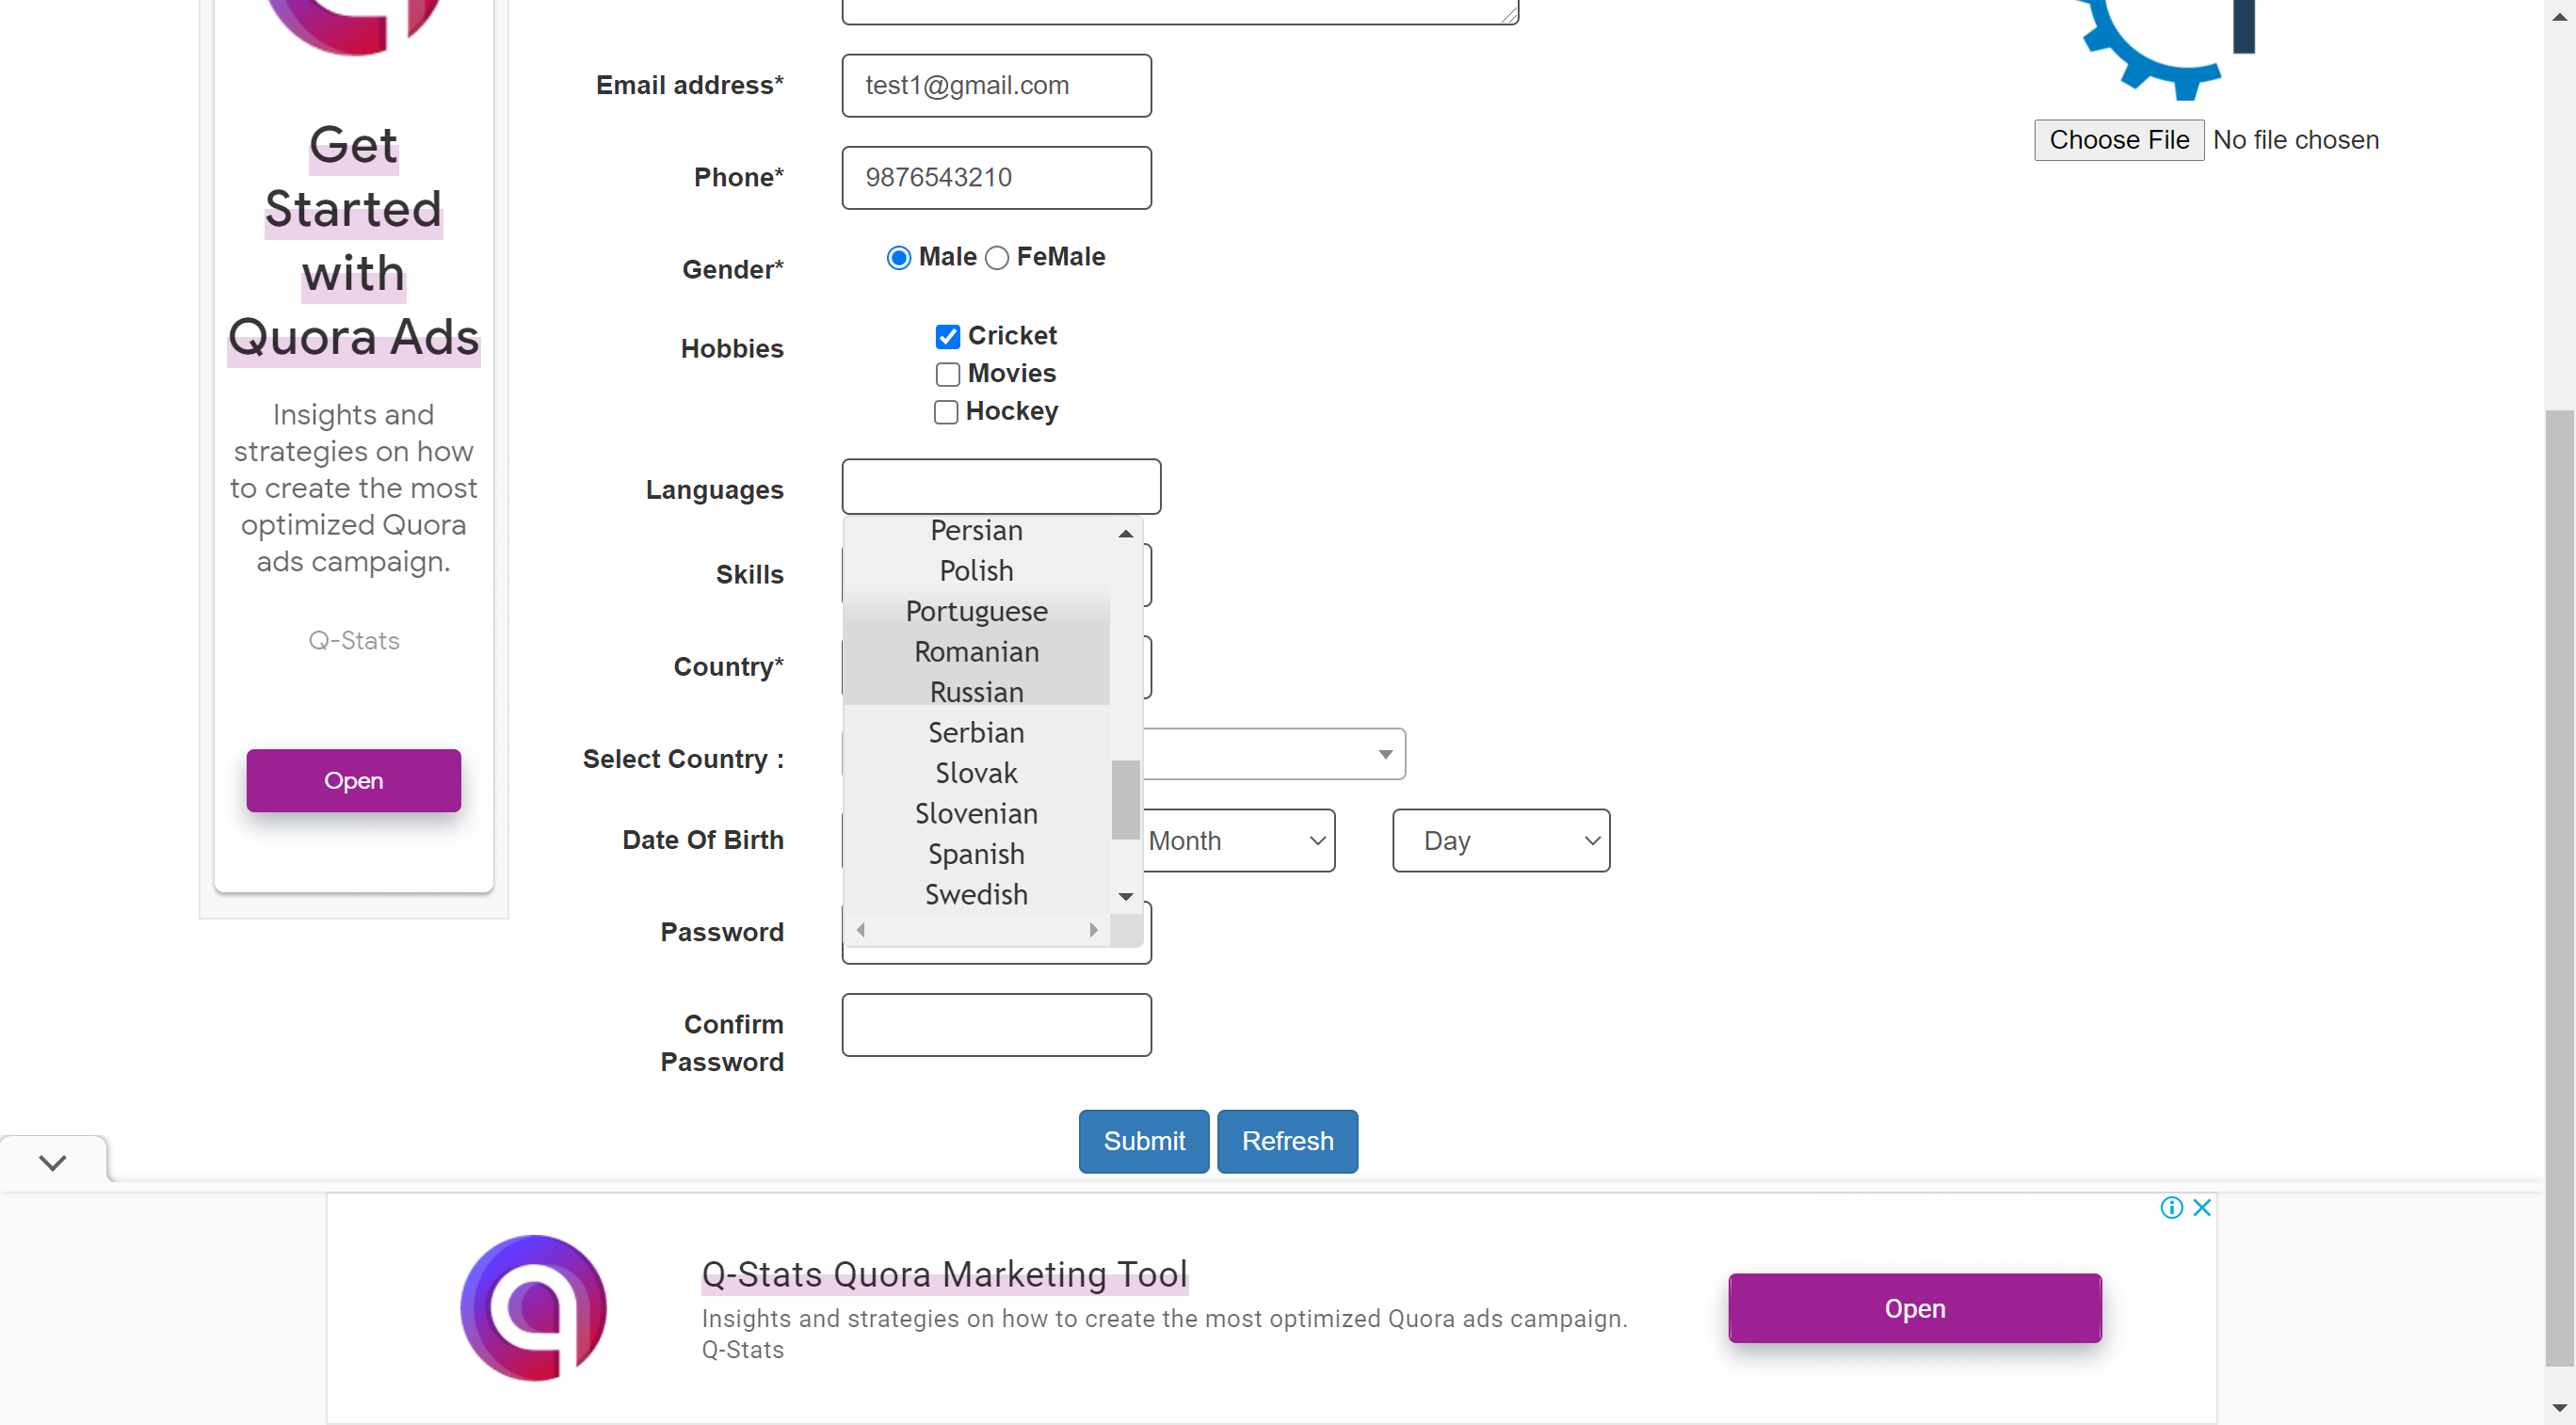 Get
Started
with
Quora Ads
Insights and
strategies on how
to create the most
optimized Quora
ads campaign.
Q-Stats
Open
Email address*
test1@gmail.com
Phone*
9876543210
Gender*
Male FeMale
Hobbies
Cricket
Movies
Hockey
Languages
Persian
Polish
Portuguese
Romanian
Russian
Serbian
Slovak
Slovenian
Spanish
Swedish
Skills
Country*
Select Country :
Date Of Birth
Month
Day
Password
Confirm
Password
Submit Refresh
Choose File No file chosen
Q-Stats Quora Marketing Tool
Insights and strategies on how to create the most optimized Quora ads campaign.
Q-Stats
Open